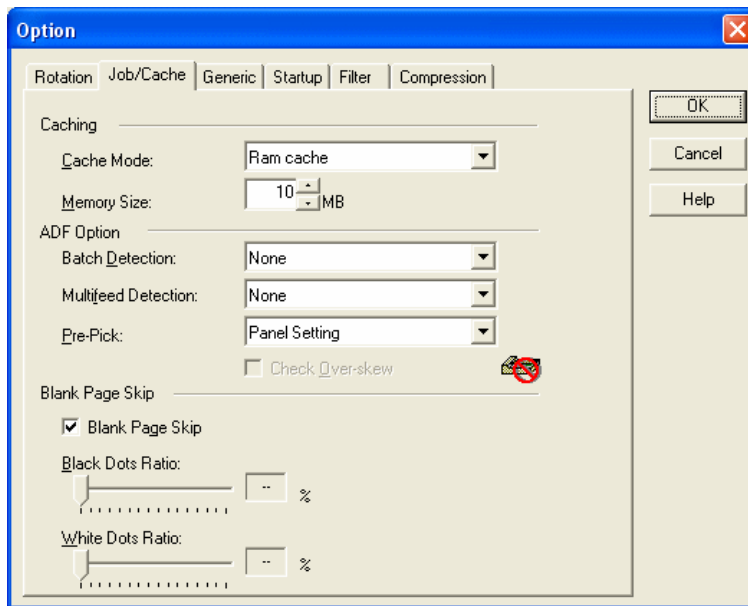 Option
Rotation Job/Cache Generic Startup Filter Compression
OK
Caching
Cache Mode: Ram cache
Cancel
Memory Size: 10 MB
Help
ADF Option
Batch Detection: None
Multifeed Detection: None
Pre-Pick: Panel Setting
Check Over-skew
Blank Page Skip
Blank Page Skip
Black Dots Ratio:
-- %
White Dots Ratio:
-- %